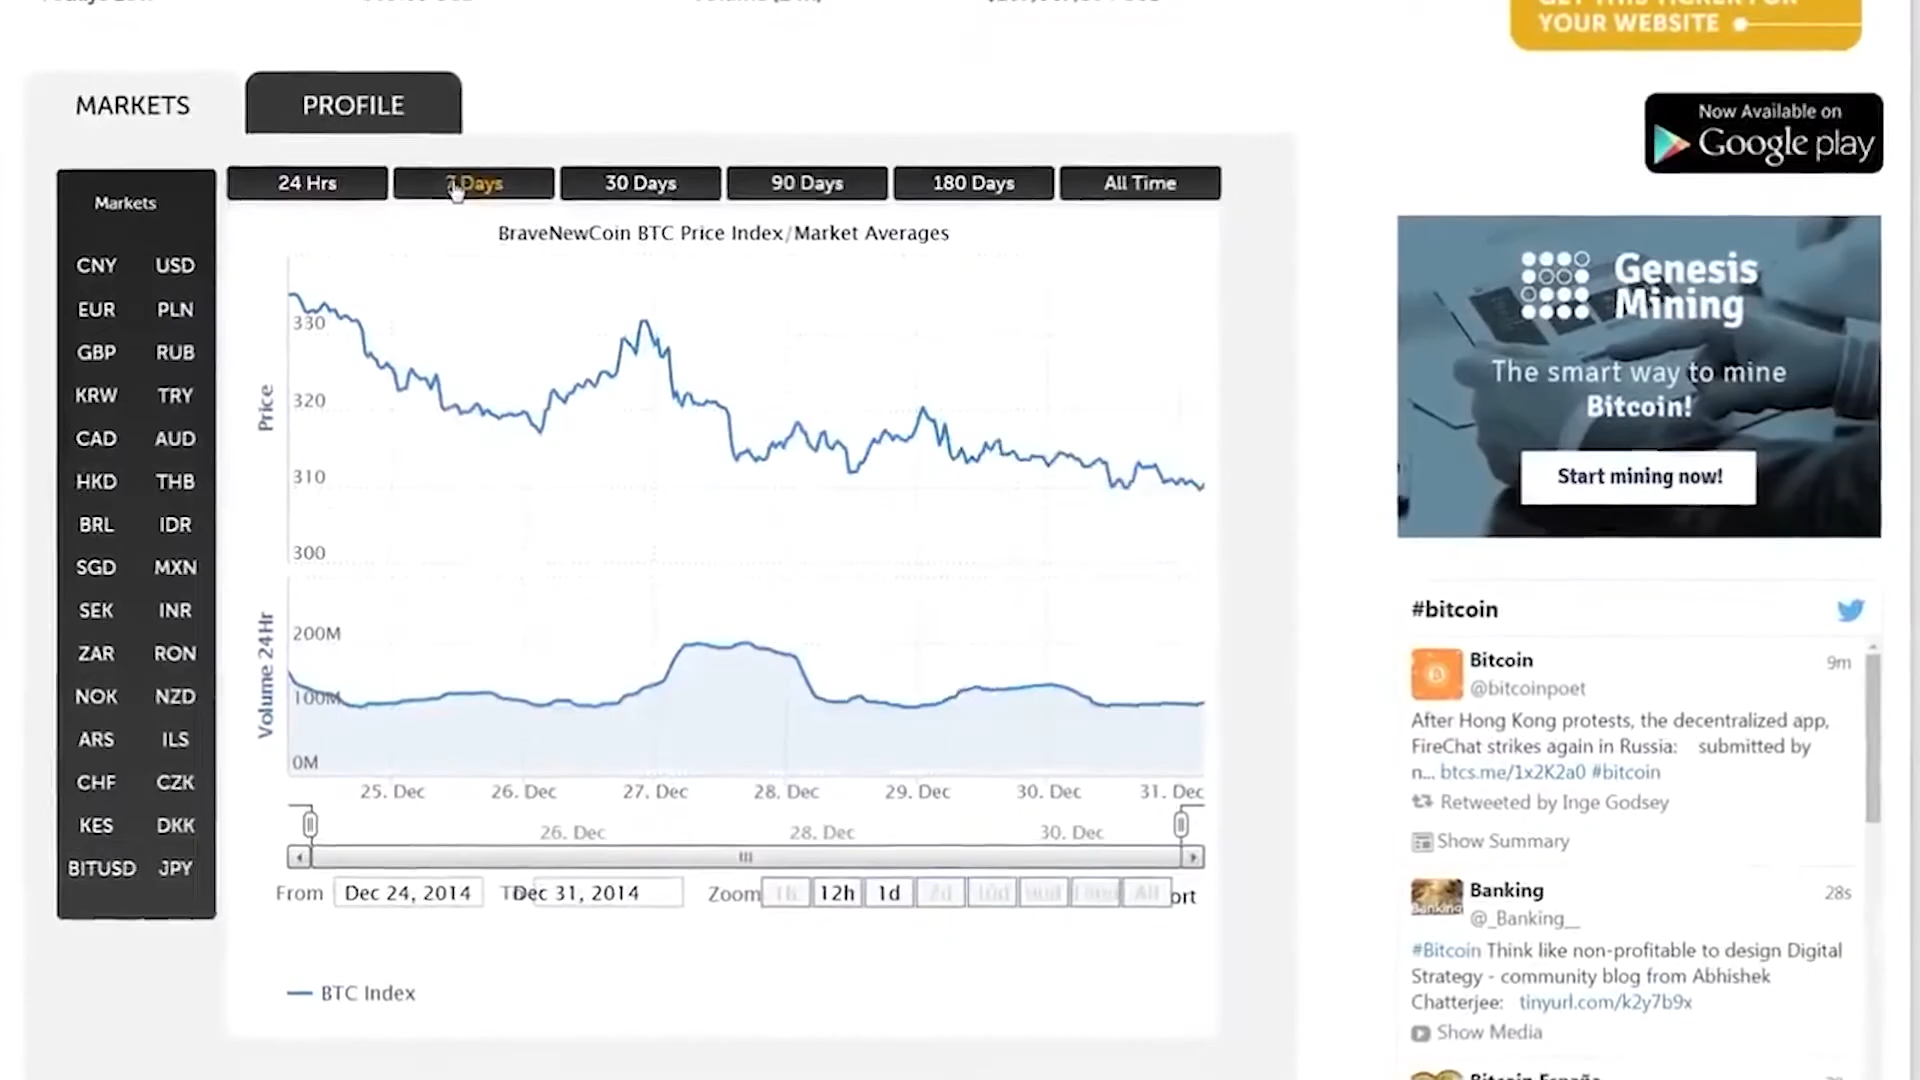 YOUR WEBSITE
MARKETS
PROFILE
Now Available on
Google play
24 Hrs
Days
30 Days
90 Days
180 Days
All Time
Markets
BraveNewCoin BTC Price Index/Market Averages
CNY USD
EUR PLN
GBP RUB
KRW TRY
CAD AUD
HKD THB
BRL IDR
SGD MXN
SEK INR
ZAR RON
NOK NZD
ARS ILS
CHF CZK
KES DKK
BITUSD JPY
Price
330
320
310
300
Volume 24Hr
200M
100M
0M
25. Dec
26. Dec
27. Dec
28. Dec
29. Dec
30. Dec
31. Dec
26. Dec
28. Dec
30. Dec
From Dec 24, 2014 Dec 31, 2014 Zoom 12h 1d All ort
BTC Index
Genesis
Mining
The smart way to mine
Bitcoin!
Start mining now!
#bitcoin
Bitcoin 9m
@bitcoinpoet
After Hong Kong protests, the decentralized app,
FireChat strikes again in Russia: submitted by
n... btcs.me/1x2K2a0 #bitcoin
Retweeted by Inge Godsey
Show Summary
Banking 28s
@_Banking__
#Bitcoin Think like non-profitable to design Digital
Strategy - community blog from Abhishek
Chatterjee: tinyurl.com/k2y7b9x
Show Media